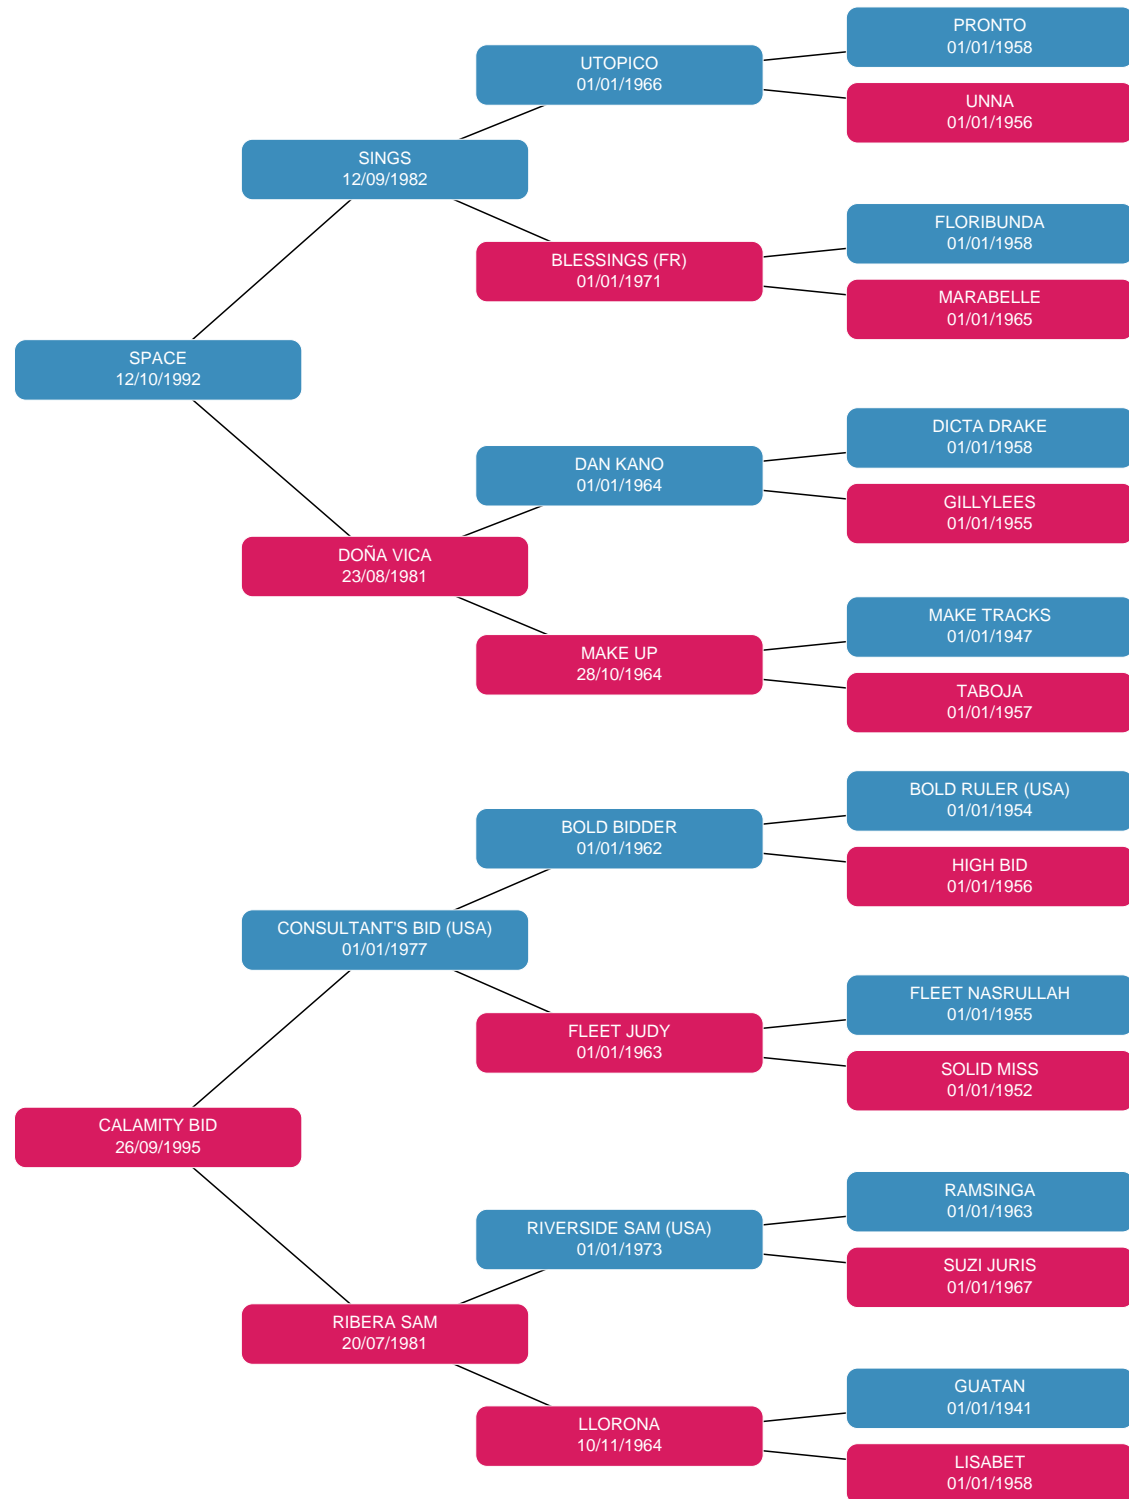 PRONTO
01/01/1958
UTOPICO
01/01/1966
UNNA
01/01/1956
SINGS
12/09/1982
FLORIBUNDA
01/01/1958
BLESSINGS (FR)
01/01/1971
MARABELLE
01/01/1965
SPACE
12/10/1992
DICTA DRAKE
01/01/1958
DAN KANO
01/01/1964
GILLYLEES
01/01/1955
DOÑA VICA
23/08/1981
MAKE TRACKS
01/01/1947
MAKE UP
28/10/1964
TABOJA
01/01/1957
BOLD RULER (USA)
01/01/1954
BOLD BIDDER
01/01/1962
HIGH BID
01/01/1956
CONSULTANT'S BID (USA)
01/01/1977
FLEET NASRULLAH
01/01/1955
FLEET JUDY
01/01/1963
SOLID MISS
01/01/1952
CALAMITY BID
26/09/1995
RAMSINGA
01/01/1963
RIVERSIDE SAM (USA)
01/01/1973
SUZI JURIS
01/01/1967
RIBERA SAM
20/07/1981
GUATAN
01/01/1941
LLORONA
10/11/1964
LISABET
01/01/1958